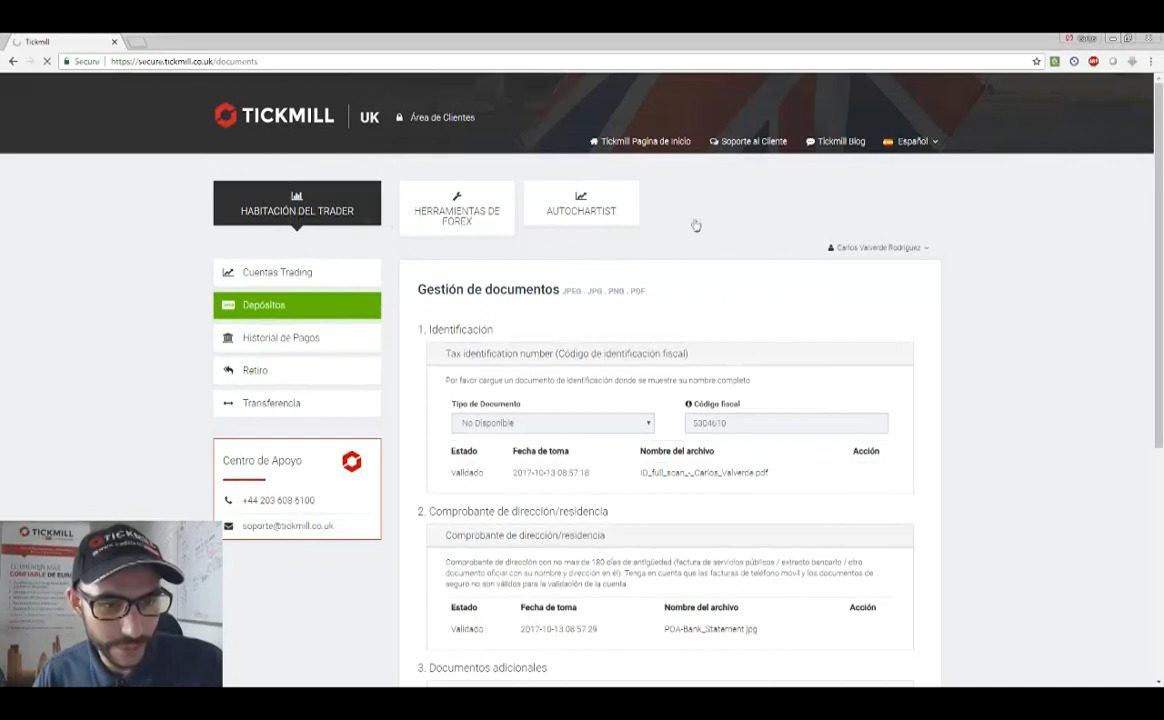 Tickmill
Secure | https://secure.tickmill.co.uk/documents
TICKMILL | UK Área de Clientes
Tickmill Pagina de Inicio Soporte al Cliente Tickmill Blog Español
HABITACIÓN DEL TRADER
HERRAMIENTAS DE
FOREX
AUTOCHARTIST
Carlos Valverde Rodriguez
Cuentas Trading
Depósitos
Historial de Pagos
Retiro
Transferencia
Centro de Apoyo
+44 203 608 6100
soporte@tickmill.co.uk
Gestión de documentos JPEG . JPG . PNG . PDF
1. Identificación
Tax identification number (Código de identificación fiscal)
Por favor cargue un documento de identificación donde se muestre su nombre completo
Tipo de Documento Código fiscal
No Disponible 5304610
Estado Fecha de toma Nombre del archivo Acción
Validado 2017-10-13 08:57:18 ID_full_scan_-_Carlos_Valverde.pdf
2. Comprobante de dirección/residencia
Comprobante de dirección/residencia
Comprobante de dirección con no mas de 180 días de antigüedad (factura de servicios públicos / extracto bancario / otro
documento oficial con su nombre y dirección en él). Tenga en cuenta que las facturas de teléfono móvil y los documentos de
seguro no son válidos para la validación de la cuenta.
Estado Fecha de toma Nombre del archivo Acción
Validado 2017-10-13 08:57:29 POA-Bank_Statement.jpg
3. Documentos adicionales
TICKMILL
EL BROKER MÁS
CONFIABLE DE EUR
TICKMILL